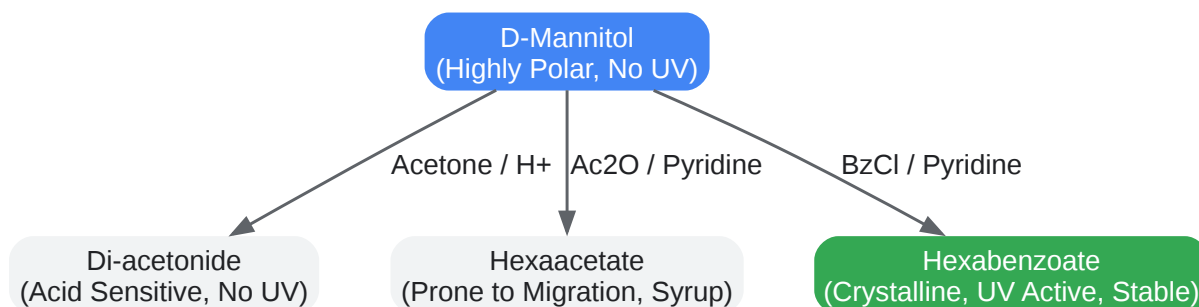 D-Mannitol
(Highly Polar, No UV)
Acetone / H+
Ac2O / Pyridine
BzCl / Pyridine
Di-acetonide
(Acid Sensitive, No UV)
Hexaacetate
(Prone to Migration, Syrup)
Hexabenzoate
(Crystalline, UV Active, Stable)